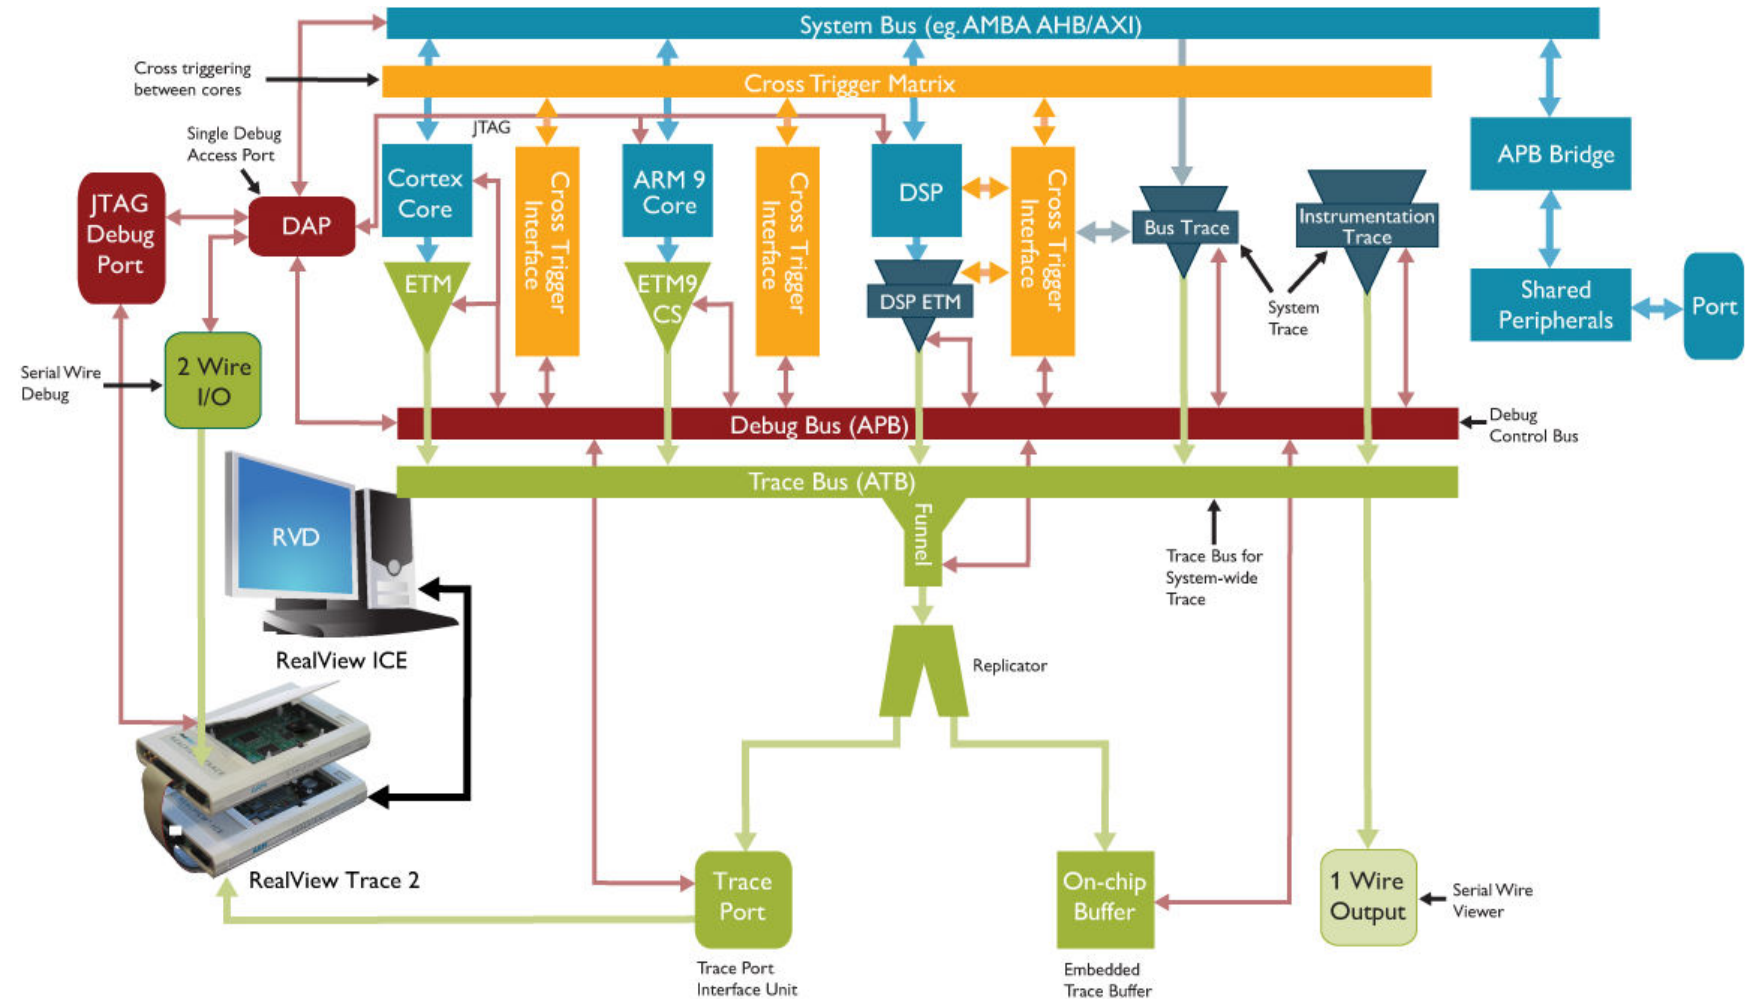 System Bus (eg. AMBA AHB/AXI)
Cross triggering
between cores
Cross Trigger Matrix
JTAG
Single Debug
Access Port
JTAG
Debug
Port
DAP
Cortex
Core
Cross Trigger
Interface
ARM 9
Core
Cross Trigger
Interface
DSP
Cross Trigger
Interface
Bus Trace
Instrumentation
Trace
APB Bridge
ETM
ETM9
CS
DSP ETM
System
Trace
Shared
Peripherals
Port
Serial Wire
Debug
2 Wire
I/O
Debug Bus (APB)
Debug
Control Bus
Trace Bus (ATB)
Funnel
RVD
Trace Bus for
System-wide
Trace
RealView ICE
Replicator
RealView Trace 2
Trace
Port
On-chip
Buffer
1 Wire
Output
Serial Wire
Viewer
Trace Port
Interface Unit
Embedded
Trace Buffer